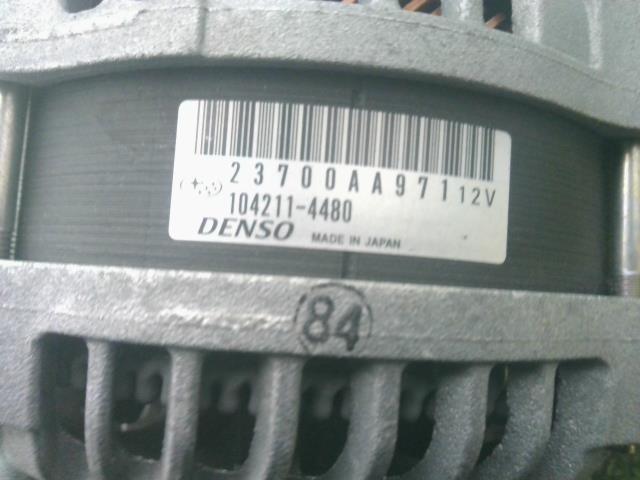 23700AA971 12V
104211-4480
DENSO MADE IN JAPAN
84